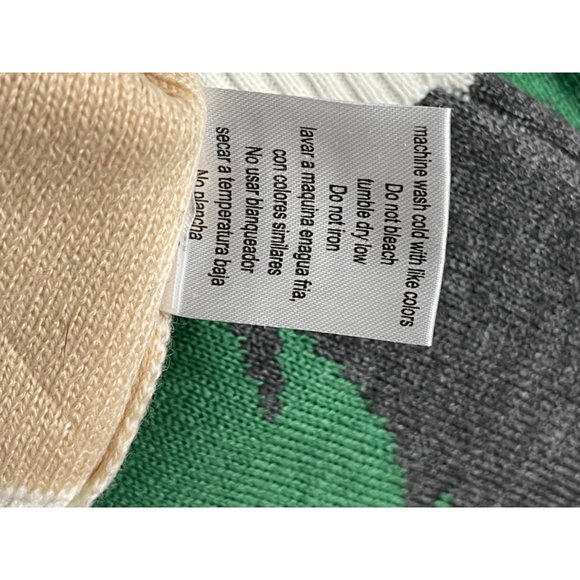 machine wash cold with like colors
Do not bleach
tumble dry low
Do not iron
lavar a maquina enagua fria,
con colores similares
No usar blanqueador
secar a temperatura baja
No plancha